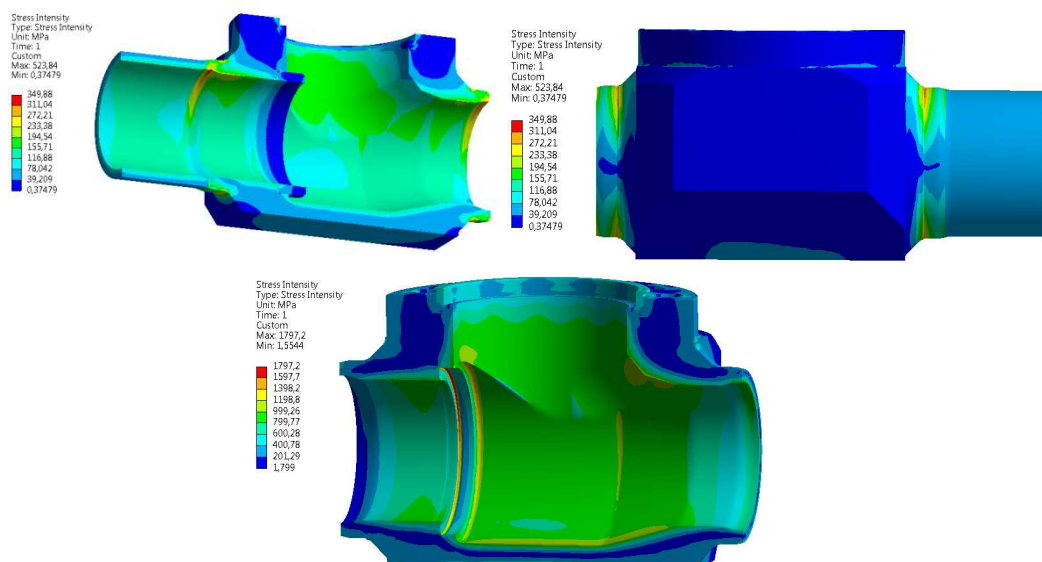 Stress Intensity
Type: Stress Intensity
Unit: MPa
Time: 1
Custom
Max: 523,84
Min: 0,37479
349,88
311,04
272,21
233,38
194,54
155,71
116,88
78,042
39,209
0,37479
Stress Intensity
Type: Stress Intensity
Unit: MPa
Time: 1
Custom
Max: 523,84
Min: 0,37479
349,88
311,04
272,21
233,38
194,54
155,71
116,88
78,042
39,209
0,37479
Stress Intensity
Type: Stress Intensity
Unit: MPa
Time: 1
Custom
Max: 1797,2
Min: 1,5544
1797,2
1597,7
1398,2
1198,8
999,26
799,77
600,28
400,78
201,29
1,799